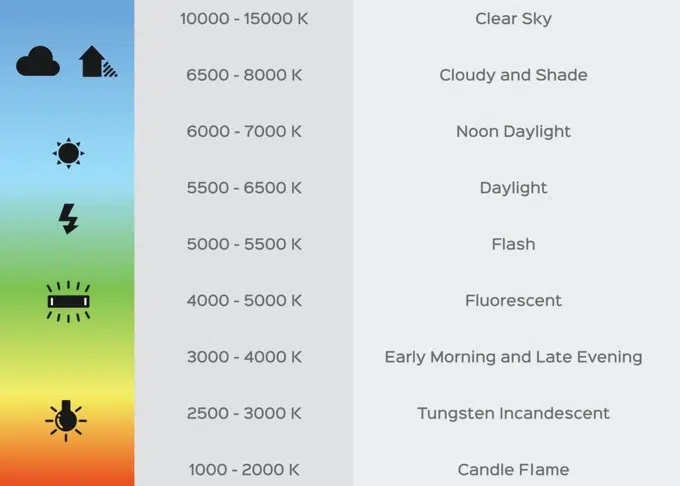 10000 - 15000 K Clear Sky
6500 - 8000 K Cloudy and Shade
6000 - 7000 K Noon Daylight
5500 - 6500 K Daylight
5000 - 5500 K Flash
4000 - 5000 K Fluorescent
3000 - 4000 K Early Morning and Late Evening
2500 - 3000 K Tungsten Incandescent
1000 - 2000 K Candle Flame